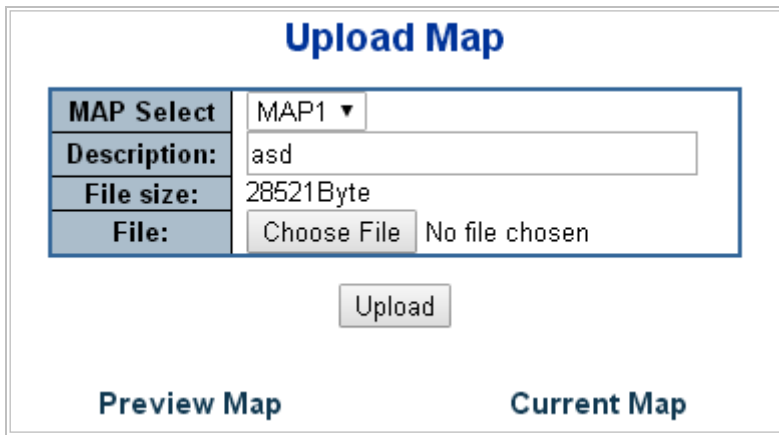 Upload Map
MAP Select MAP1
Description: asd
File size: 28521Byte
File: Choose File No file chosen
Upload
Preview Map Current Map